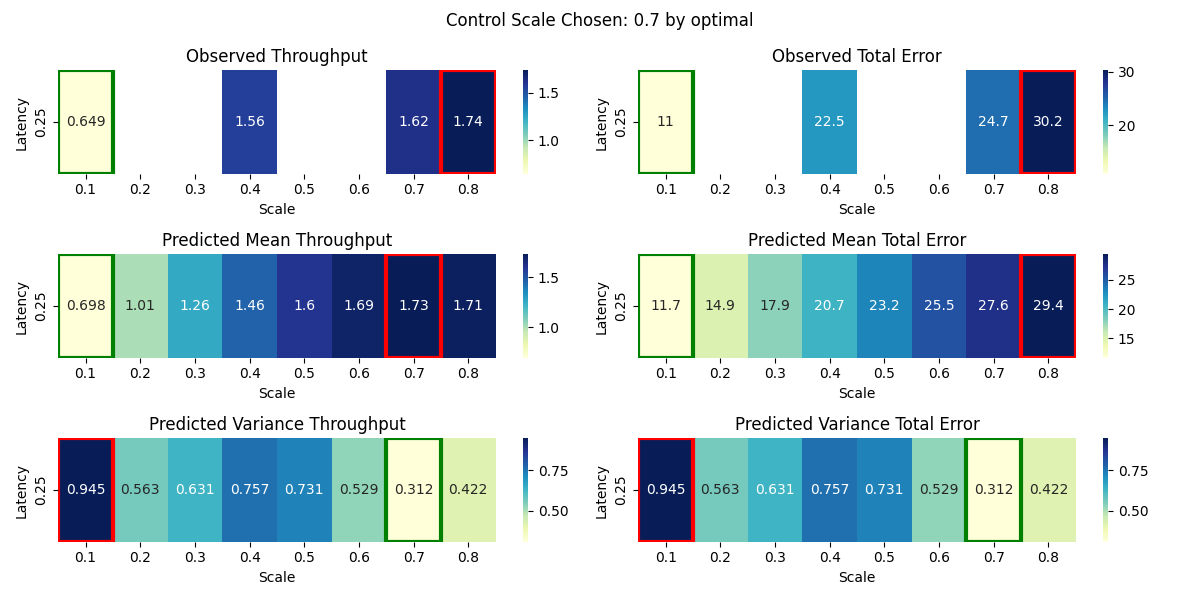 Control Scale Chosen: 0.7 by optimal
Observed Throughput
Latency
0.25
0.649
1.56
1.62
1.74
0.1 0.2 0.3 0.4 0.5 0.6 0.7 0.8
Scale
1.5
1.0
Observed Total Error
Latency
0.25
11
22.5
24.7
30.2
0.1 0.2 0.3 0.4 0.5 0.6 0.7 0.8
Scale
30
20
Predicted Mean Throughput
Latency
0.25
0.698 1.01 1.26 1.46 1.6 1.69 1.73 1.71
0.1 0.2 0.3 0.4 0.5 0.6 0.7 0.8
Scale
1.5
1.0
Predicted Mean Total Error
Latency
0.25
11.7 14.9 17.9 20.7 23.2 25.5 27.6 29.4
0.1 0.2 0.3 0.4 0.5 0.6 0.7 0.8
Scale
25
20
15
Predicted Variance Throughput
Latency
0.25
0.945 0.563 0.631 0.757 0.731 0.529 0.312 0.422
0.1 0.2 0.3 0.4 0.5 0.6 0.7 0.8
Scale
0.75
0.50
Predicted Variance Total Error
Latency
0.25
0.945 0.563 0.631 0.757 0.731 0.529 0.312 0.422
0.1 0.2 0.3 0.4 0.5 0.6 0.7 0.8
Scale
0.75
0.50